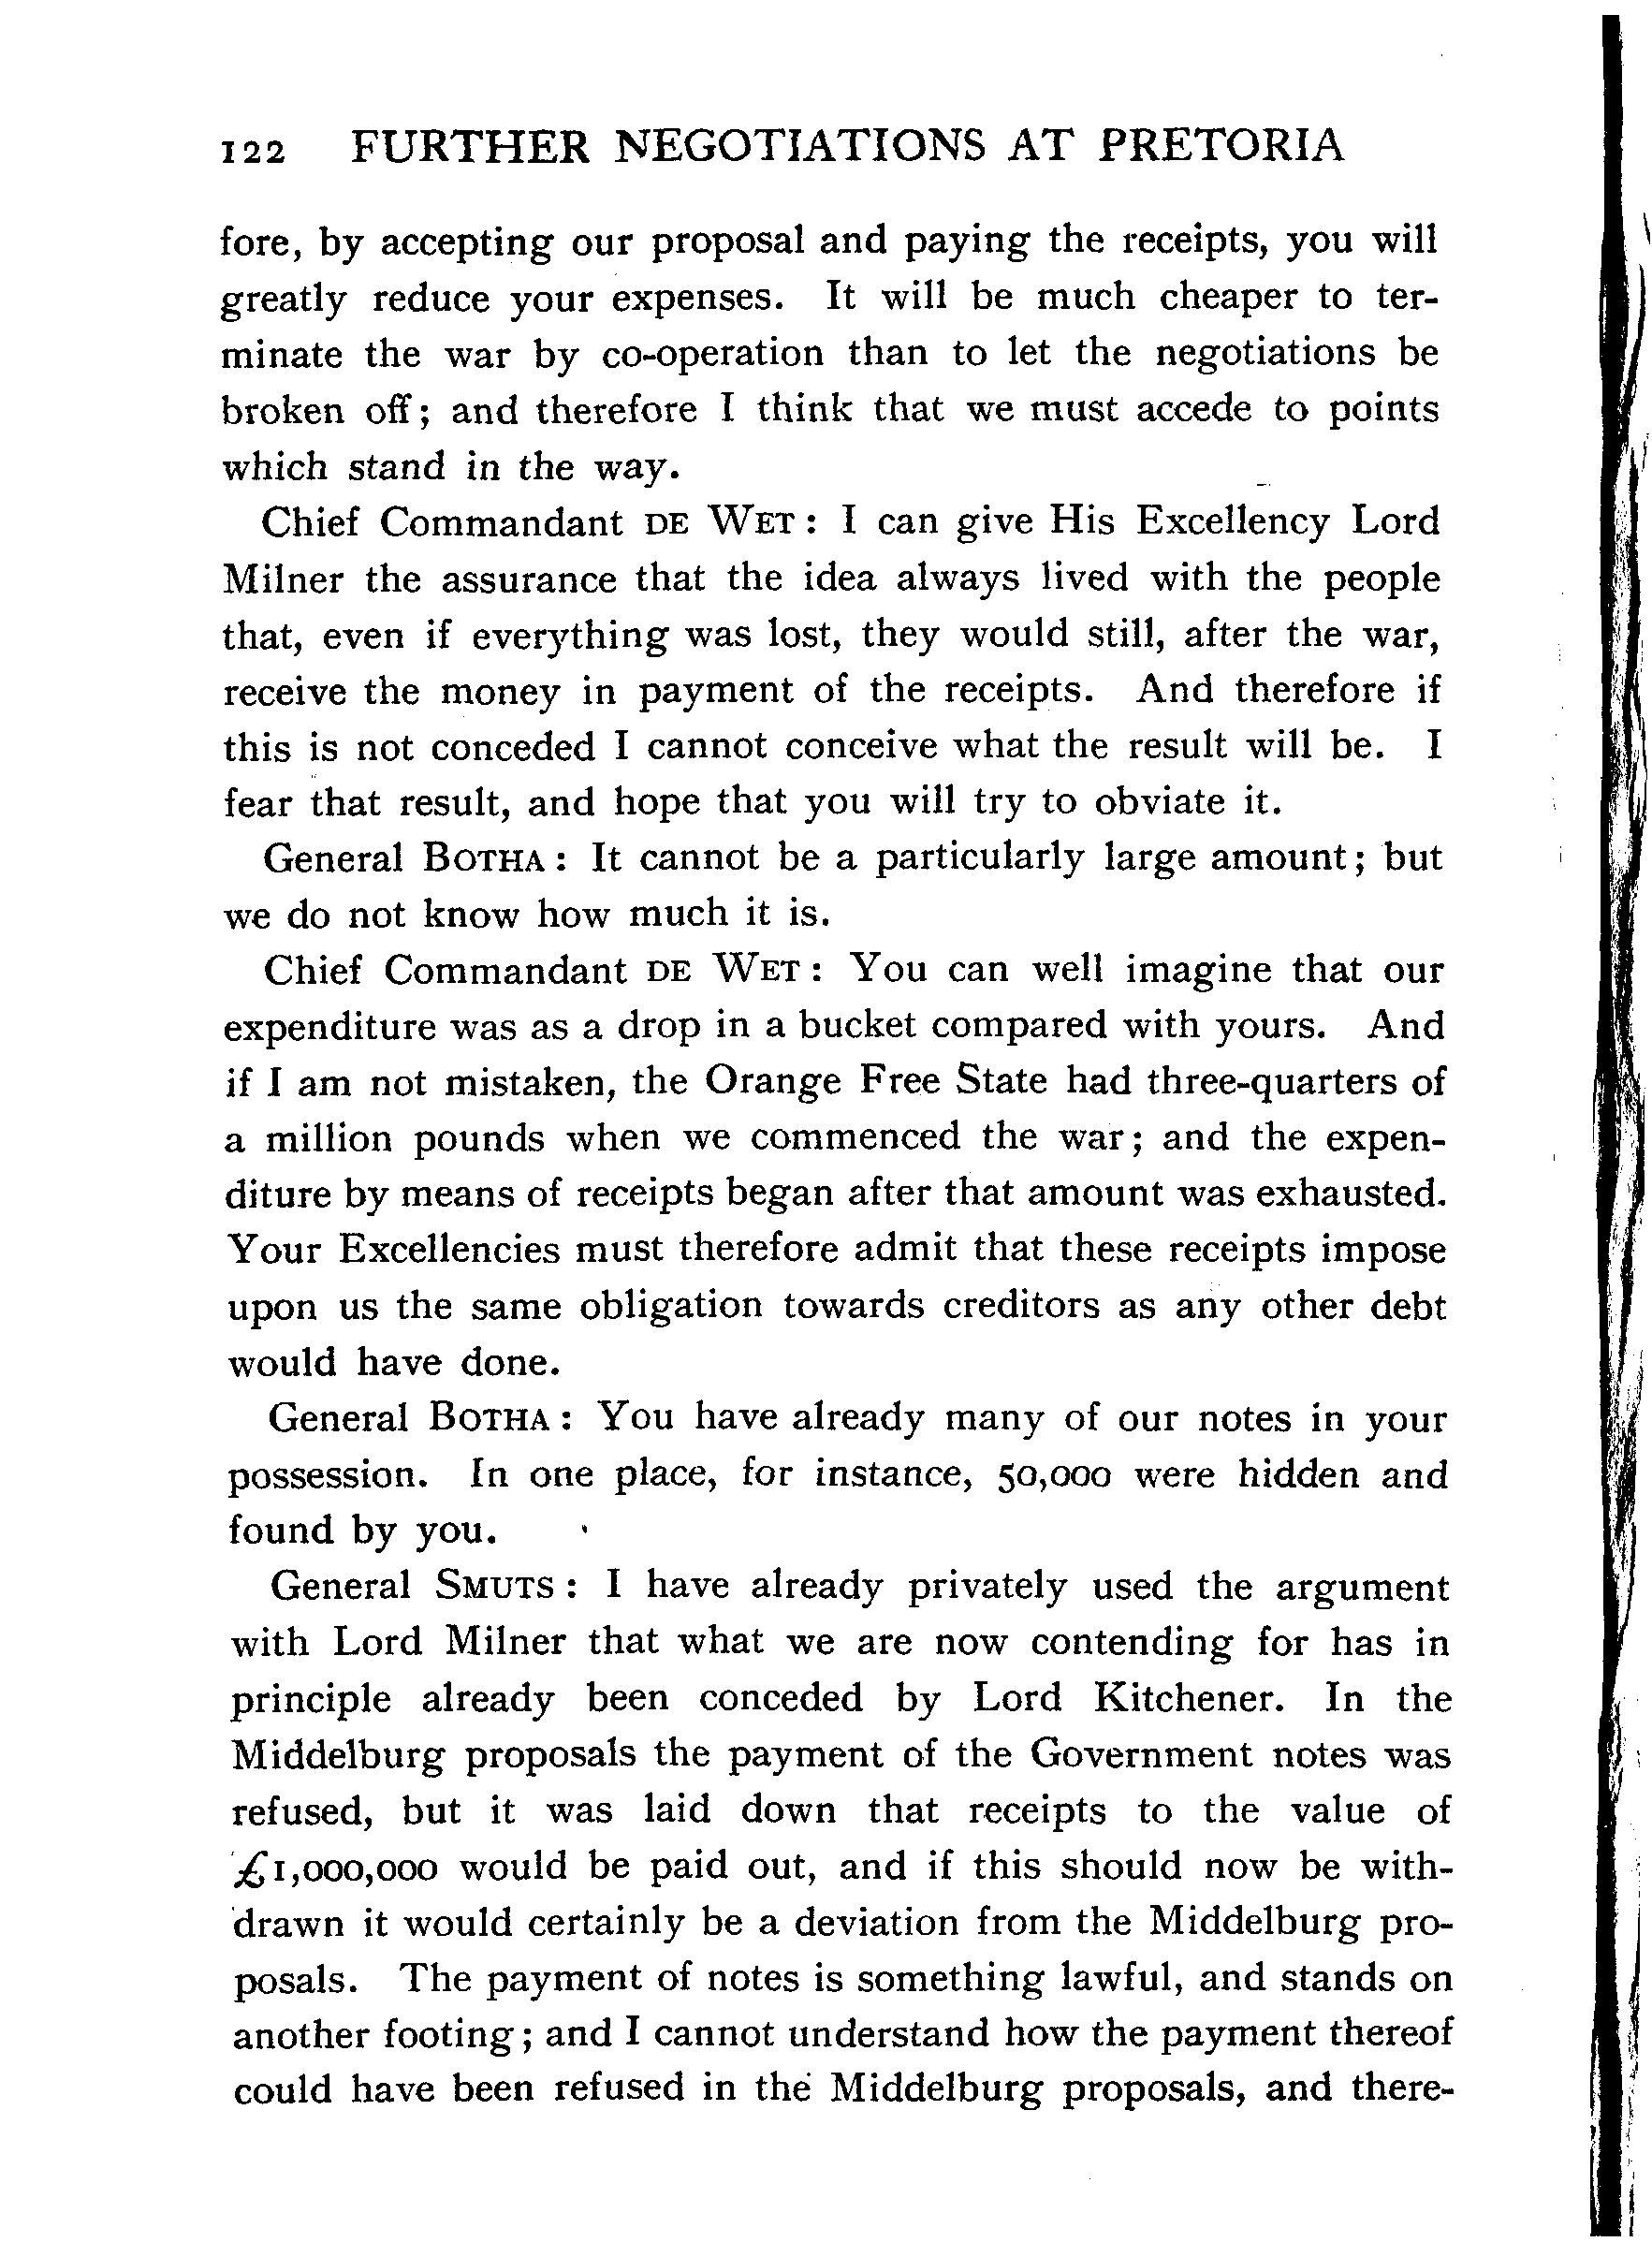 122 FURTHER NEGOTIATIONS AT PRETORIA
fore, by accepting our proposal and paying the receipts, you will
greatly reduce your expenses. It will be much cheaper to ter-
minate the war by co-operation than to let the negotiations be
broken off; and therefore I think that we must accede to points
which stand in the way.
Chief Commandant DE WET: I can give His Excellency Lord
Milner the assurance that the idea always lived with the people
that, even if everything was lost, they would still, after the war,
receive the money in payment of the receipts. And therefore if
this is not conceded I cannot conceive what the result will be. I
fear that result, and hope that you will try to obviate it.
General BOTHA: It cannot be a particularly large amount; but
we do not know how much it is.
Chief Commandant DE WET: You can well imagine that our
expenditure was as a drop in a bucket compared with yours. And
if I am not mistaken, the Orange Free State had three-quarters of
a million pounds when we commenced the war; and the expen-
diture by means of receipts began after that amount was exhausted.
Your Excellencies must therefore admit that these receipts impose
upon us the same obligation towards creditors as any other debt
would have done.
General BOTHA: You have already many of our notes in your
possession. In one place, for instance, 50,000 were hidden and
found by you.
General SMUTS: I have already privately used the argument
with Lord Milner that what we are now contending for has in
principle already been conceded by Lord Kitchener. In the
Middelburg proposals the payment of the Government notes was
refused, but it was laid down that receipts to the value of
£1,000,000 would be paid out, and if this should now be with-
drawn it would certainly be a deviation from the Middelburg pro-
posals. The payment of notes is something lawful, and stands on
another footing; and I cannot understand how the payment thereof
could have been refused in the Middelburg proposals, and there-